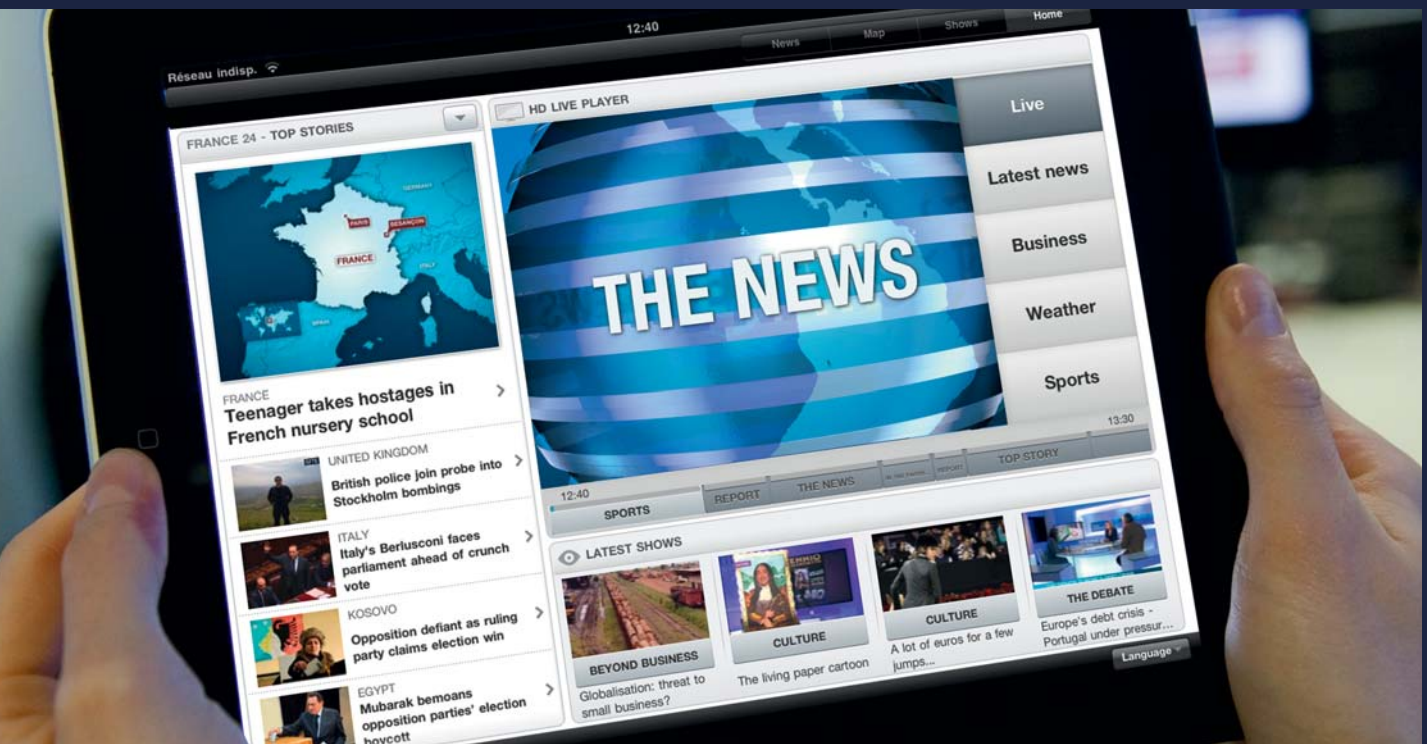 12:40
Réseau indisp.
News
Map
Shows
Home
FRANCE 24 - TOP STORIES
GERMANY
PARIS
BESANÇON
FRANCE
ITALY
SPAIN
FRANCE
Teenager takes hostages in
French nursery school
UNITED KINGDOM
British police join probe into
Stockholm bombings
ITALY
Italy's Berlusconi faces
parliament ahead of crunch
vote
KOSOVO
Opposition defiant as ruling
party claims election win
EGYPT
Mubarak bemoans
opposition parties' election
boycott
HD LIVE PLAYER
THE NEWS
Live
Latest news
Business
Weather
Sports
12:40
13:30
SPORTS
REPORT
THE NEWS
REPORT
TOP STORY
LATEST SHOWS
BEYOND BUSINESS
Globalisation: threat to
small business?
CULTURE
The living paper cartoon
CULTURE
A lot of euros for a few
jumps...
THE DEBATE
Europe's debt crisis -
Portugal under pressur...
Language